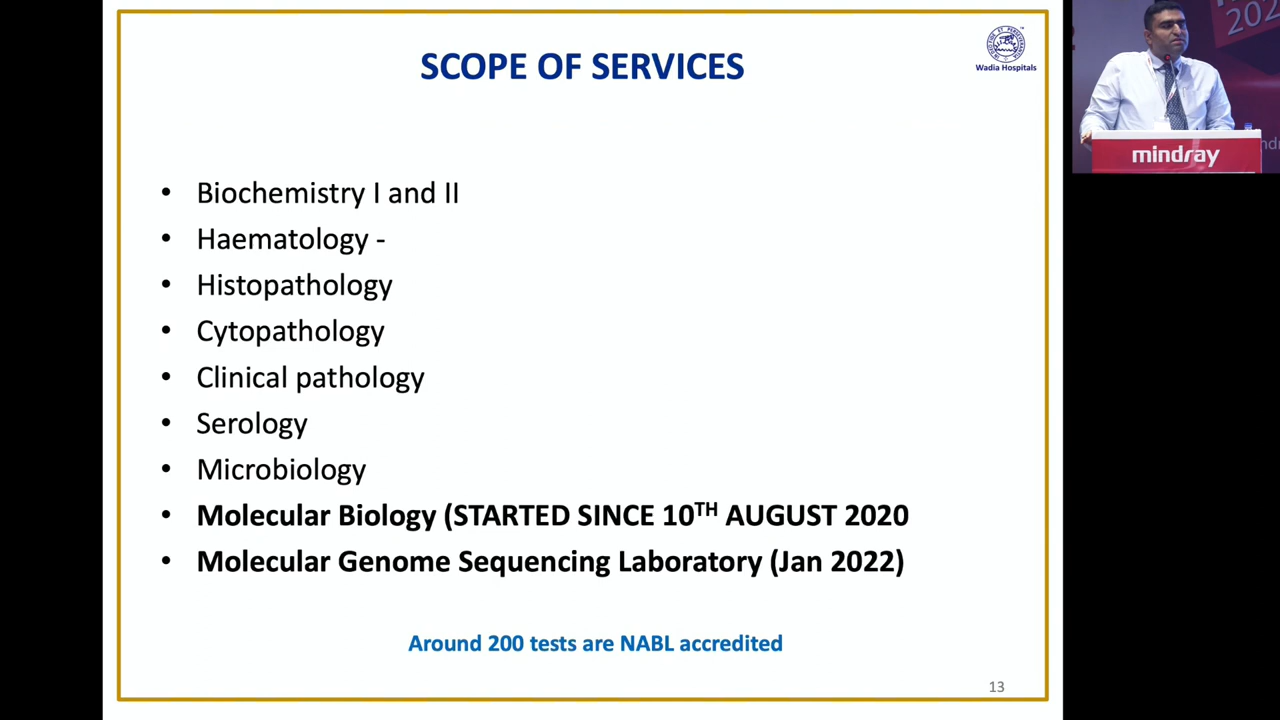 SCOPE OF SERVICES
Wadia Hospitals
• Biochemistry I and II
• Haematology -
• Histopathology
• Cytopathology
• Clinical pathology
• Serology
• Microbiology
• Molecular Biology (STARTED SINCE 10TH AUGUST 2020
• Molecular Genome Sequencing Laboratory (Jan 2022)
Around 200 tests are NABL accredited
13
mindray